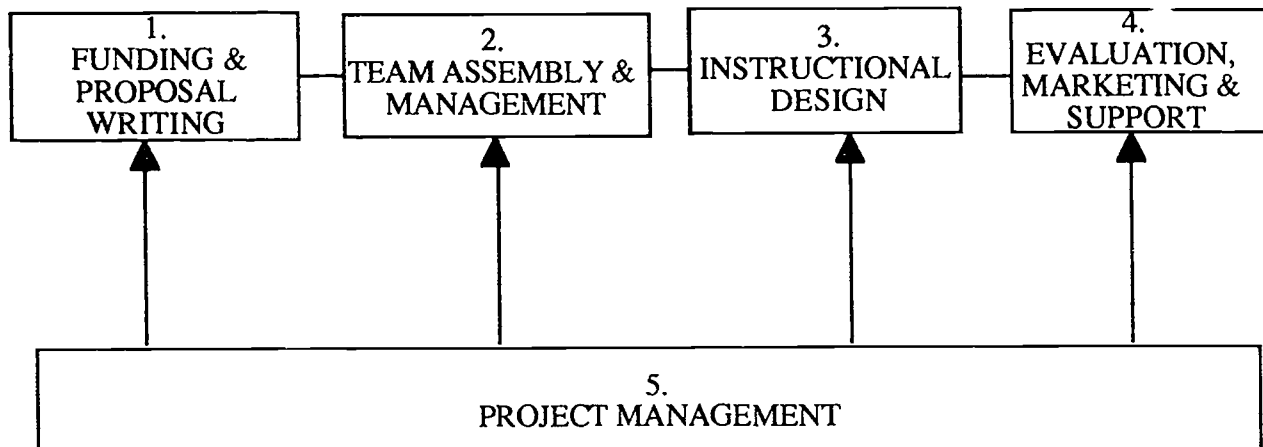 1.
FUNDING &
PROPOSAL
WRITING
2.
TEAM ASSEMBLY &
MANAGEMENT
3.
INSTRUCTIONAL
DESIGN
4.
EVALUATION,
MARKETING &
SUPPORT
5.
PROJECT MANAGEMENT